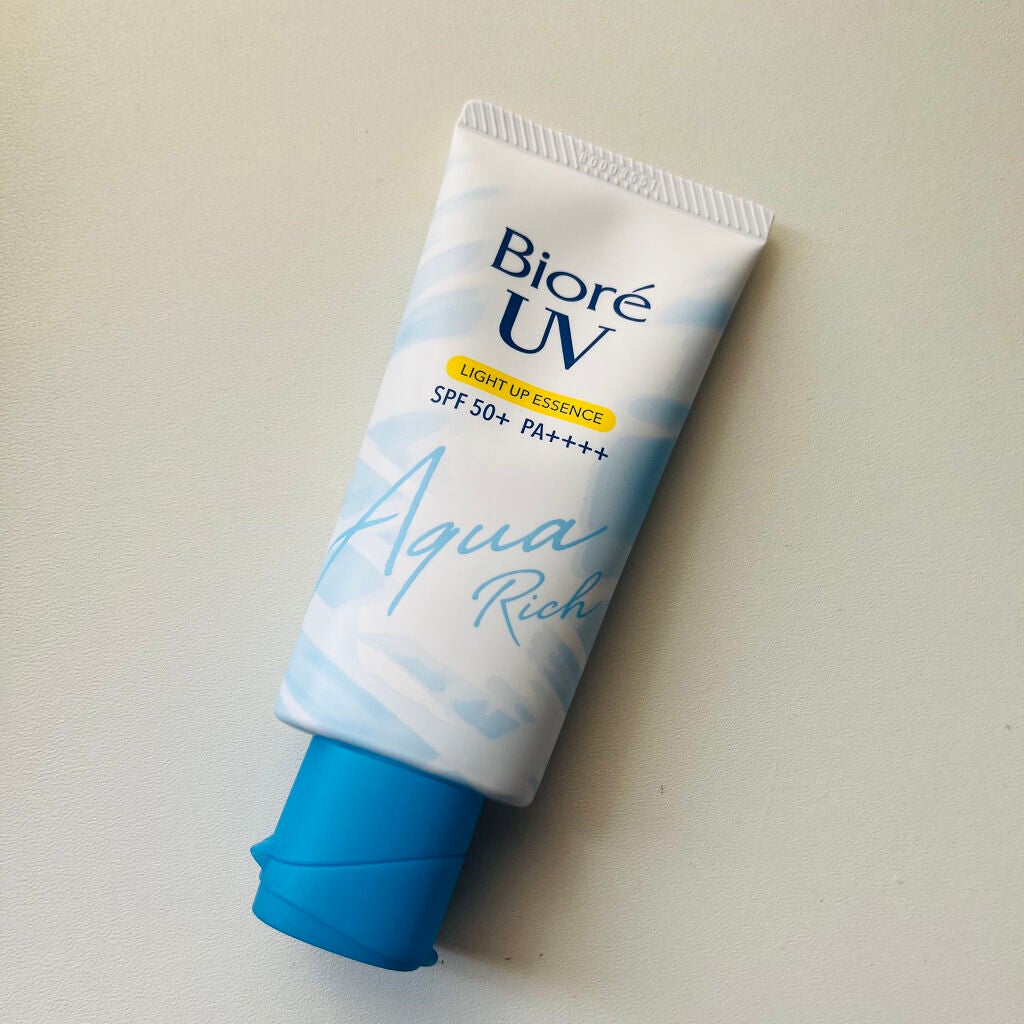 Bioré
UV
LIGHT UP ESSENCE
SPF 50+ PA++++
Aqua
Rich